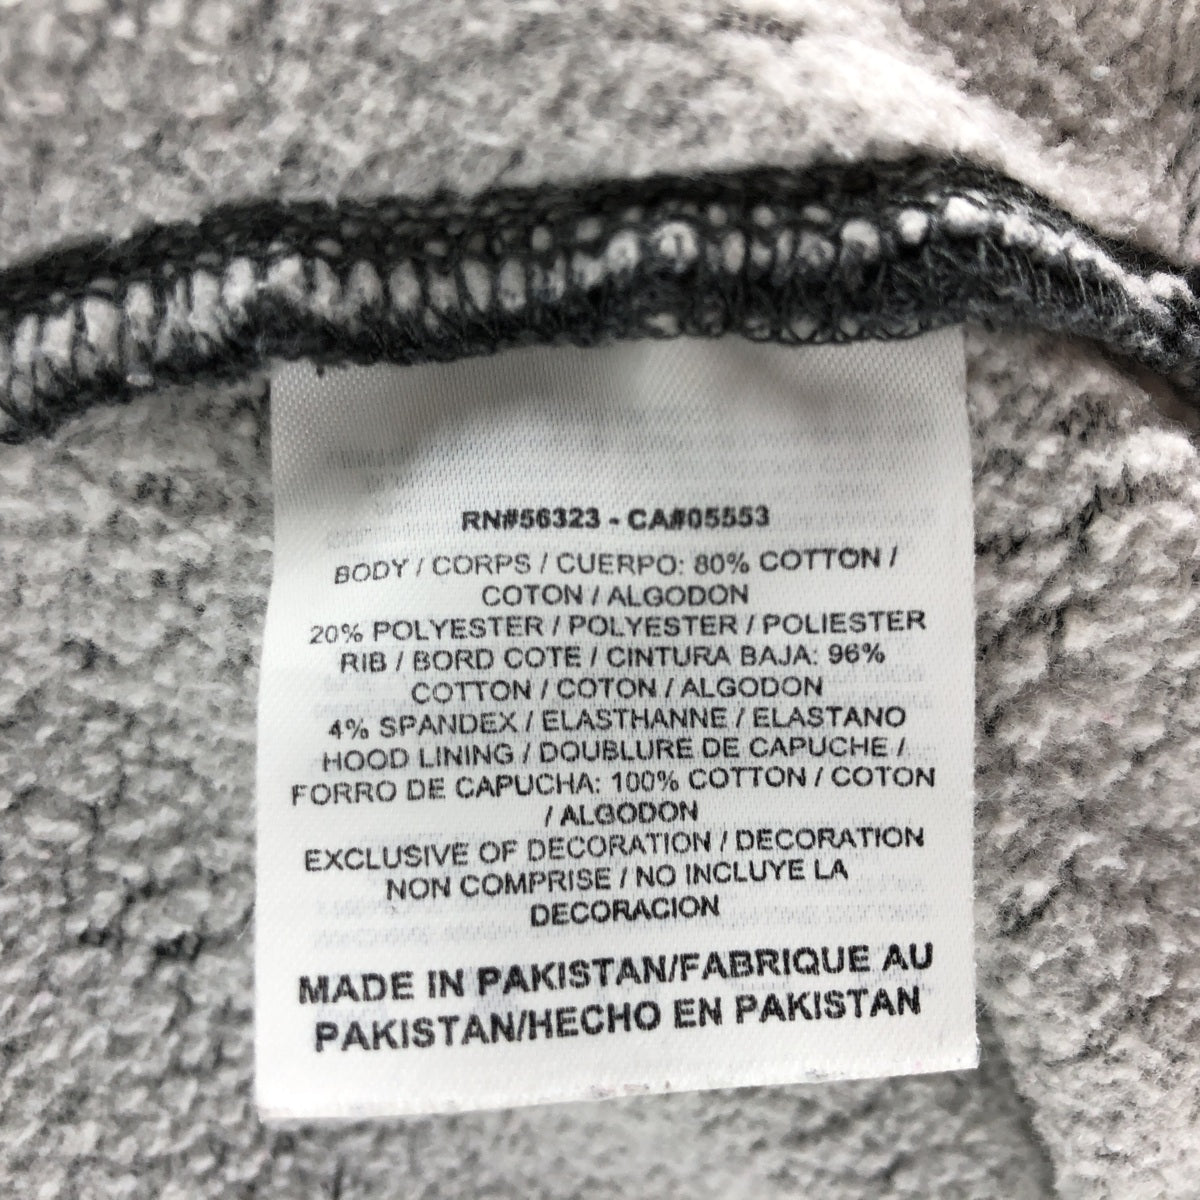 RN#56323 - CA#05553
BODY / CORPS / CUERPO: 80% COTTON /
COTON / ALGODON
20% POLYESTER / POLYESTER / POLIESTER
RIB / BORD COTE / CINTURA BAJA: 96%
COTTON / COTON / ALGODON
4% SPANDEX / ELASTHANNE / ELASTANO
HOOD LINING / DOUBLURE DE CAPUCHE /
FORRO DE CAPUCHA: 100% COTTON / COTON
/ ALGODON
EXCLUSIVE OF DECORATION / DECORATION
NON COMPRISE / NO INCLUYE LA
DECORACION
MADE IN PAKISTAN/FABRIQUE AU
PAKISTAN/HECHO EN PAKISTAN